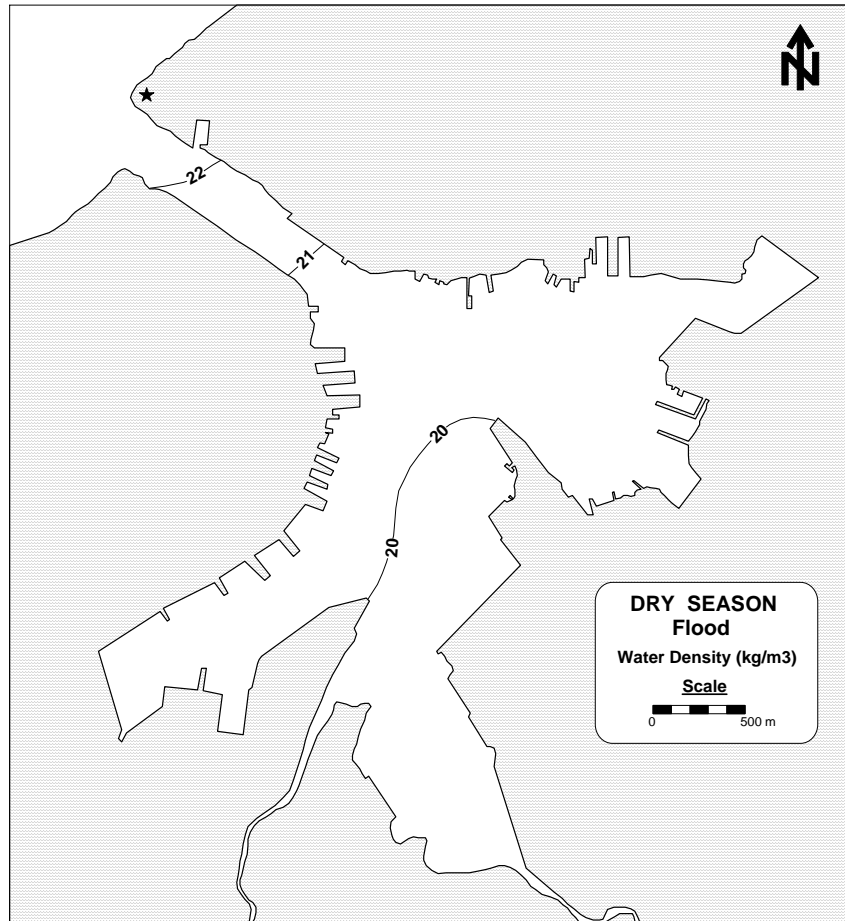 N
22
21
20
20
DRY SEASON
Flood
Water Density (kg/m3)
Scale
0 500 m